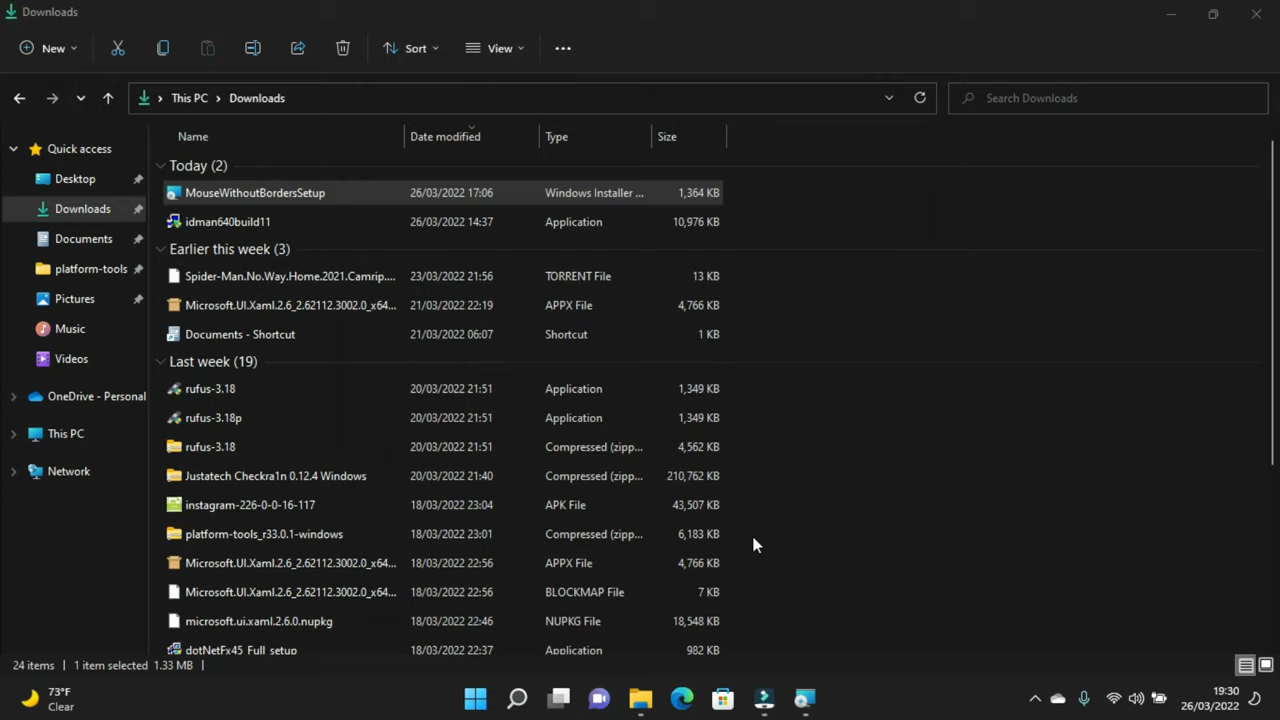 Downloads
New Sort View
This PC Downloads Search Downloads
Name Date modified Type Size
Quick access
Desktop
Downloads
Documents
platform-tools
Pictures
Music
Videos
OneDrive - Personal
This PC
Network
Today (2)
MouseWithoutBordersSetup 26/03/2022 17:06 Windows Installer ... 1,364 KB
idman640build11 26/03/2022 14:37 Application 10,976 KB
Earlier this week (3)
Spider-Man.No.Way.Home.2021.Camrip.... 23/03/2022 21:56 TORRENT File 13 KB
Microsoft.UI.Xaml.2.6_2.62112.3002.0_x64... 21/03/2022 22:19 APPX File 4,766 KB
Documents - Shortcut 21/03/2022 06:07 Shortcut 1 KB
Last week (19)
rufus-3.18 20/03/2022 21:51 Application 1,349 KB
rufus-3.18p 20/03/2022 21:51 Application 1,349 KB
rufus-3.18 20/03/2022 21:51 Compressed (zipp... 4,562 KB
Justatech Checkra1n 0.12.4 Windows 20/03/2022 21:40 Compressed (zipp... 210,762 KB
instagram-226-0-0-16-117 18/03/2022 23:04 APK File 43,507 KB
platform-tools_r33.0.1-windows 18/03/2022 23:01 Compressed (zipp... 6,183 KB
Microsoft.UI.Xaml.2.6_2.62112.3002.0_x64... 18/03/2022 22:56 APPX File 4,766 KB
Microsoft.UI.Xaml.2.6_2.62112.3002.0_x64... 18/03/2022 22:56 BLOCKMAP File 7 KB
microsoft.ui.xaml.2.6.0.nupkg 18/03/2022 22:46 NUPKG File 18,548 KB
dotNetFx45_Full_setup 18/03/2022 22:37 Application 982 KB
24 items 1 item selected 1.33 MB
73°F
Clear
19:30
26/03/2022